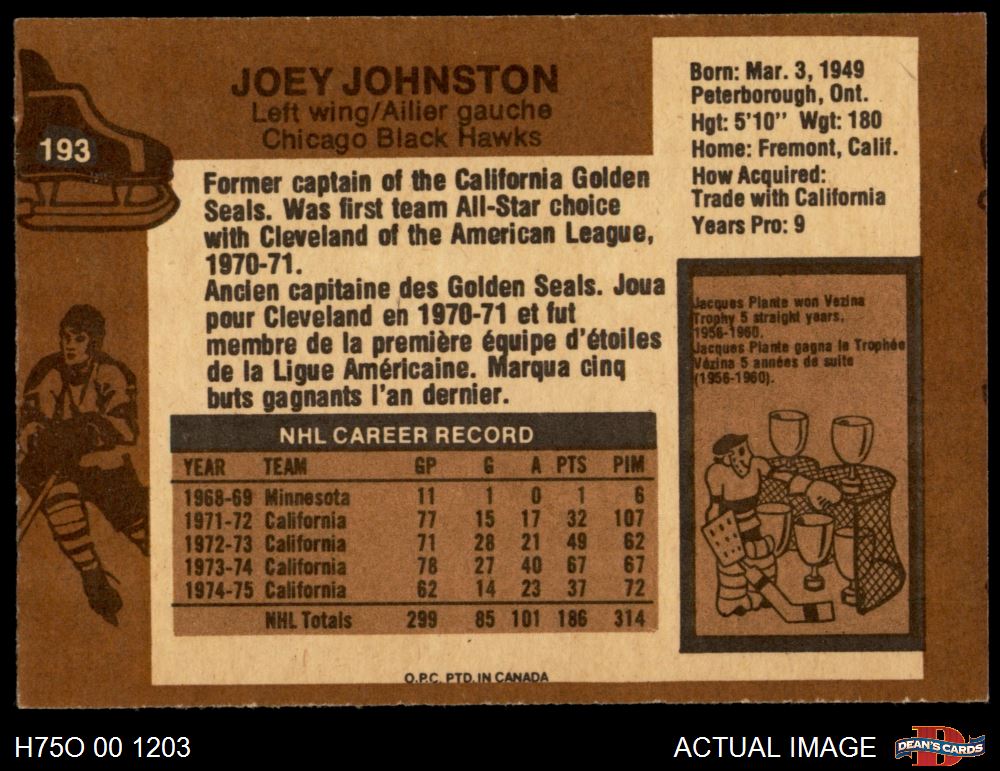 193
JOEY JOHNSTON
Left wing/Ailier gauche
Chicago Black Hawks
Born: Mar. 3, 1949
Peterborough, Ont.
Hgt: 5'10" Wgt: 180
Home: Fremont, Calif.
How Acquired:
Trade with California
Years Pro: 9
Former captain of the California Golden
Seals. Was first team All-Star choice
with Cleveland of the American League,
1970-71.
Ancien capitaine des Golden Seals. Joua
pour Cleveland en 1970-71 et fut
membre de la première équipe d'étoiles
de la Ligue Américaine. Marqua cinq
buts gagnants l'an dernier.
Jacques Plante won Vezina
Trophy 5 straight years,
1956-1960.
Jacques Plante gagna le Trophée
Vézina 5 années de suite
(1956-1960).
NHL CAREER RECORD
YEAR TEAM GP G A PTS PIM
1968-69 Minnesota 11 1 0 1 6
1971-72 California 77 15 17 32 107
1972-73 California 71 28 21 49 62
1973-74 California 78 27 40 67 67
1974-75 California 62 14 23 37 72
NHL Totals 299 85 101 186 314
O.P.C. PTD. IN CANADA
H75O 00 1203
ACTUAL IMAGE
D
DEAN'S CARDS